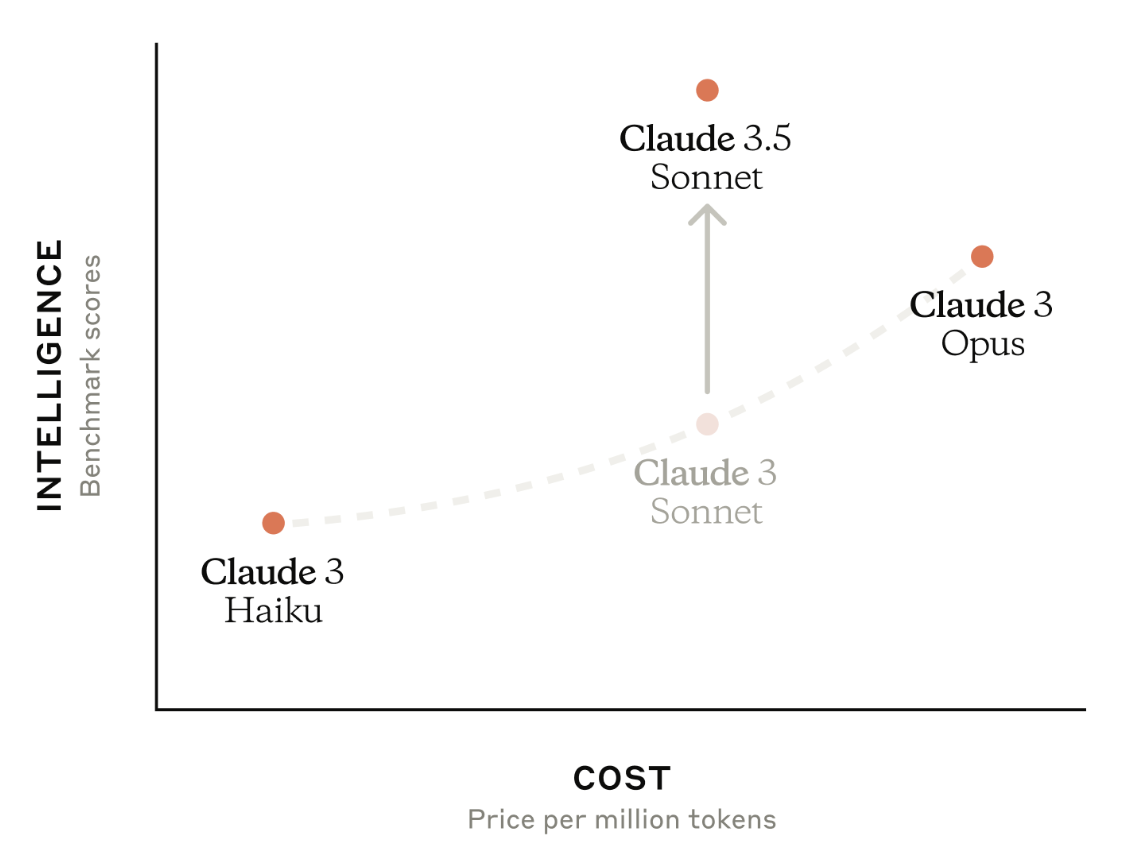 Claude 3.5
Sonnet
INTELLIGENCE
Benchmark scores
Claude 3
Opus
Claude 3
Sonnet
Claude 3
Haiku
COST
Price per million tokens